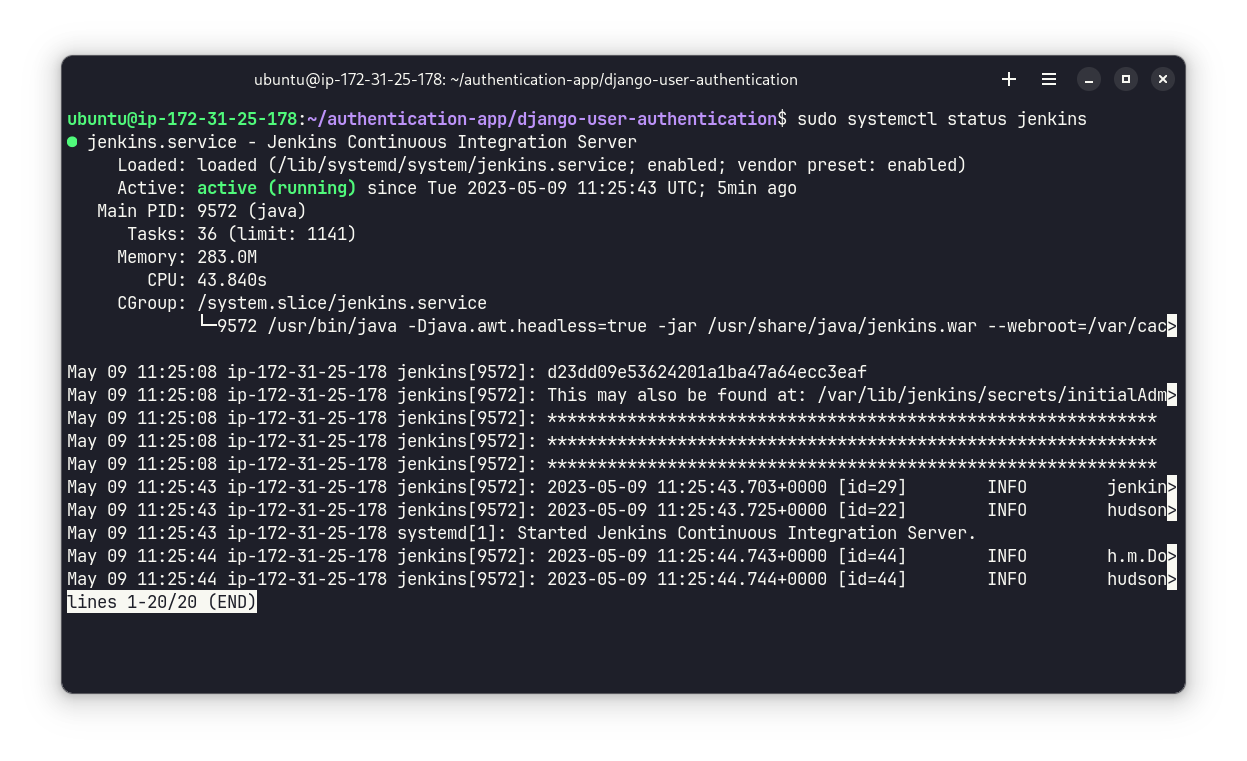 ubuntu@ip-172-31-25-178: ~/authentication-app/django-user-authentication
ubuntu@ip-172-31-25-178:~/authentication-app/django-user-authentication$ sudo systemctl status jenkins
● jenkins.service - Jenkins Continuous Integration Server
     Loaded: loaded (/lib/systemd/system/jenkins.service; enabled; vendor preset: enabled)
     Active: active (running) since Tue 2023-05-09 11:25:43 UTC; 5min ago
   Main PID: 9572 (java)
      Tasks: 36 (limit: 1141)
     Memory: 283.0M
        CPU: 43.840s
     CGroup: /system.slice/jenkins.service
             └─9572 /usr/bin/java -Djava.awt.headless=true -jar /usr/share/java/jenkins.war --webroot=/var/cac>
May 09 11:25:08 ip-172-31-25-178 jenkins[9572]: d23dd09e53624201a1ba47a64ecc3eaf
May 09 11:25:08 ip-172-31-25-178 jenkins[9572]: This may also be found at: /var/lib/jenkins/secrets/initialAdm>
May 09 11:25:08 ip-172-31-25-178 jenkins[9572]: *************************************************************
May 09 11:25:08 ip-172-31-25-178 jenkins[9572]: *************************************************************
May 09 11:25:08 ip-172-31-25-178 jenkins[9572]: *************************************************************
May 09 11:25:43 ip-172-31-25-178 jenkins[9572]: 2023-05-09 11:25:43.703+0000 [id=29]        INFO        jenkin>
May 09 11:25:43 ip-172-31-25-178 jenkins[9572]: 2023-05-09 11:25:43.725+0000 [id=22]        INFO        hudson>
May 09 11:25:43 ip-172-31-25-178 systemd[1]: Started Jenkins Continuous Integration Server.
May 09 11:25:44 ip-172-31-25-178 jenkins[9572]: 2023-05-09 11:25:44.743+0000 [id=44]        INFO        h.m.Do>
May 09 11:25:44 ip-172-31-25-178 jenkins[9572]: 2023-05-09 11:25:44.744+0000 [id=44]        INFO        hudson>
lines 1-20/20 (END)